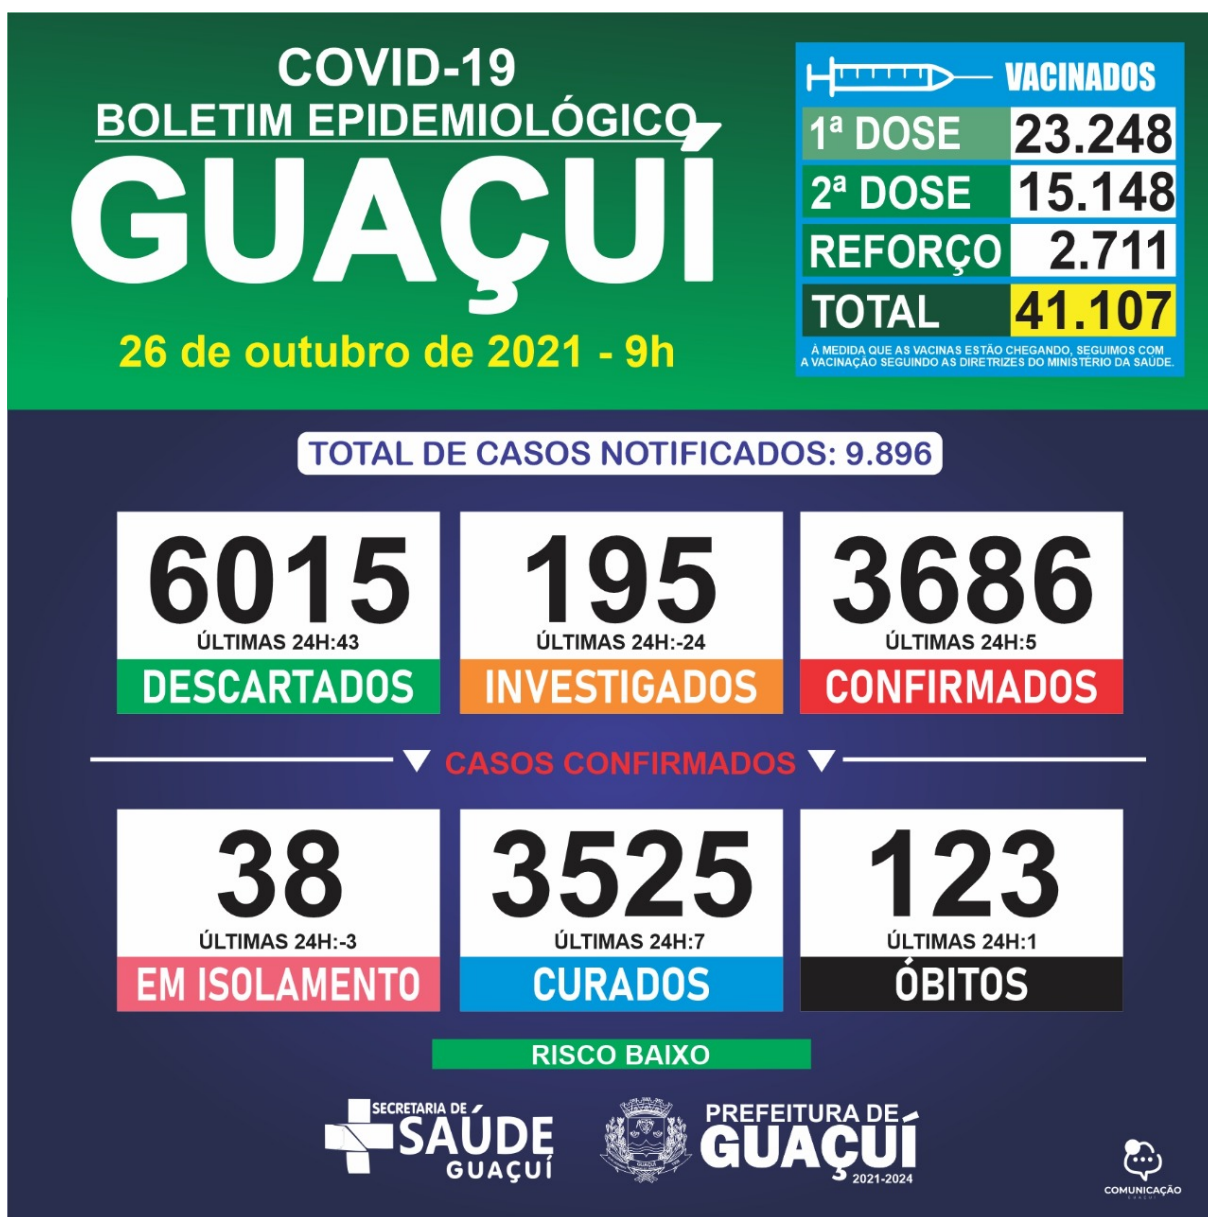 COVID-19
BOLETIM EPIDEMIOLÓGICO
GUAÇUÍ
26 de outubro de 2021 - 9h
VACINADOS
1ª DOSE 23.248
2ª DOSE 15.148
REFORÇO 2.711
TOTAL 41.107
À MEDIDA QUE AS VACINAS ESTÃO CHEGANDO, SEGUIMOS COM
A VACINAÇÃO SEGUINDO AS DIRETRIZES DO MINISTÉRIO DA SAÚDE.
TOTAL DE CASOS NOTIFICADOS: 9.896
6015
ÚLTIMAS 24H:43
DESCARTADOS
195
ÚLTIMAS 24H:-24
INVESTIGADOS
3686
ÚLTIMAS 24H:5
CONFIRMADOS
CASOS CONFIRMADOS
38
ÚLTIMAS 24H:-3
EM ISOLAMENTO
3525
ÚLTIMAS 24H:7
CURADOS
123
ÚLTIMAS 24H:1
ÓBITOS
RISCO BAIXO
SECRETARIA DE
SAÚDE
GUAÇUÍ
PREFEITURA DE
GUAÇUÍ
2021-2024
COMUNICAÇÃO